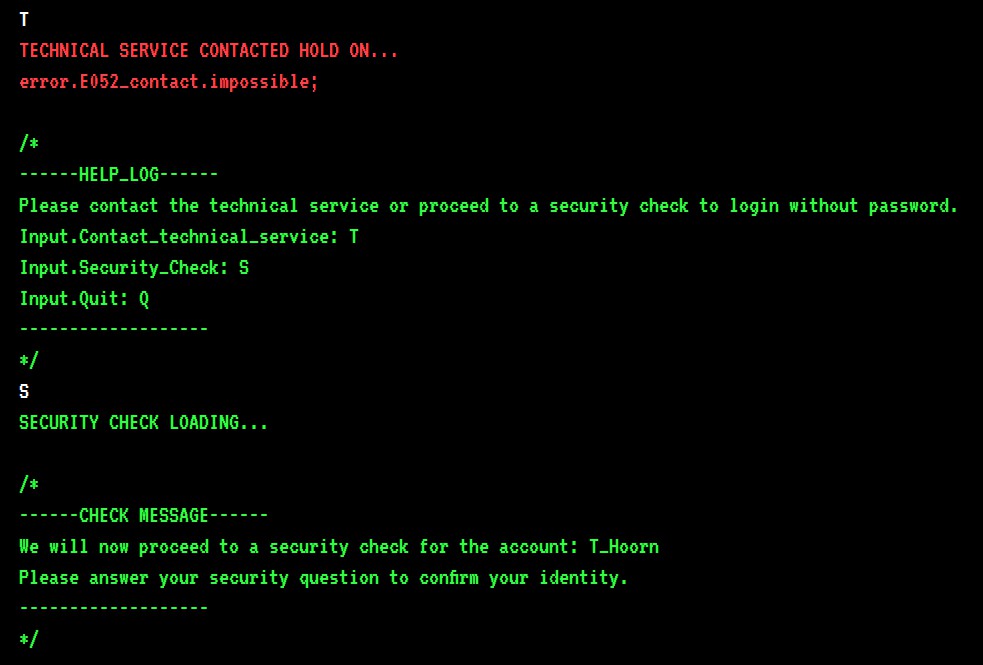 T
TECHNICAL SERVICE CONTACTED HOLD ON...
error.E052_contact.impossible;
/*
------HELP_LOG------
Please contact the technical service or proceed to a security check to login without password.
Input.Contact_technical_service: T
Input.Security_Check: S
Input.Quit: Q
-------------------
*/
S
SECURITY CHECK LOADING...
/*
------CHECK MESSAGE------
We will now proceed to a security check for the account: T_Hoorn
Please answer your security question to confirm your identity.
-------------------
*/